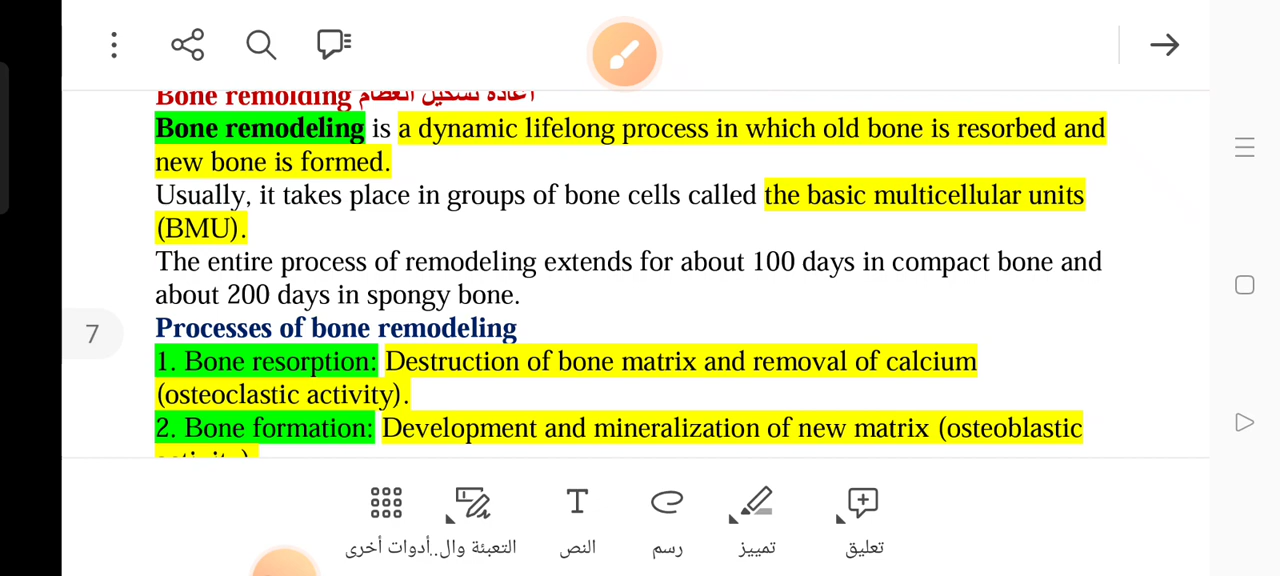 Bone remolding اعادة تشكيل العظام
Bone remodeling is a dynamic lifelong process in which old bone is resorbed and
new bone is formed.
Usually, it takes place in groups of bone cells called the basic multicellular units
(BMU).
The entire process of remodeling extends for about 100 days in compact bone and
about 200 days in spongy bone.
Processes of bone remodeling
7
1. Bone resorption: Destruction of bone matrix and removal of calcium
(osteoclastic activity).
2. Bone formation: Development and mineralization of new matrix (osteoblastic
activity).
أدوات أخرى
التعبئة وال..
النص
رسم
تمييز
تعليق